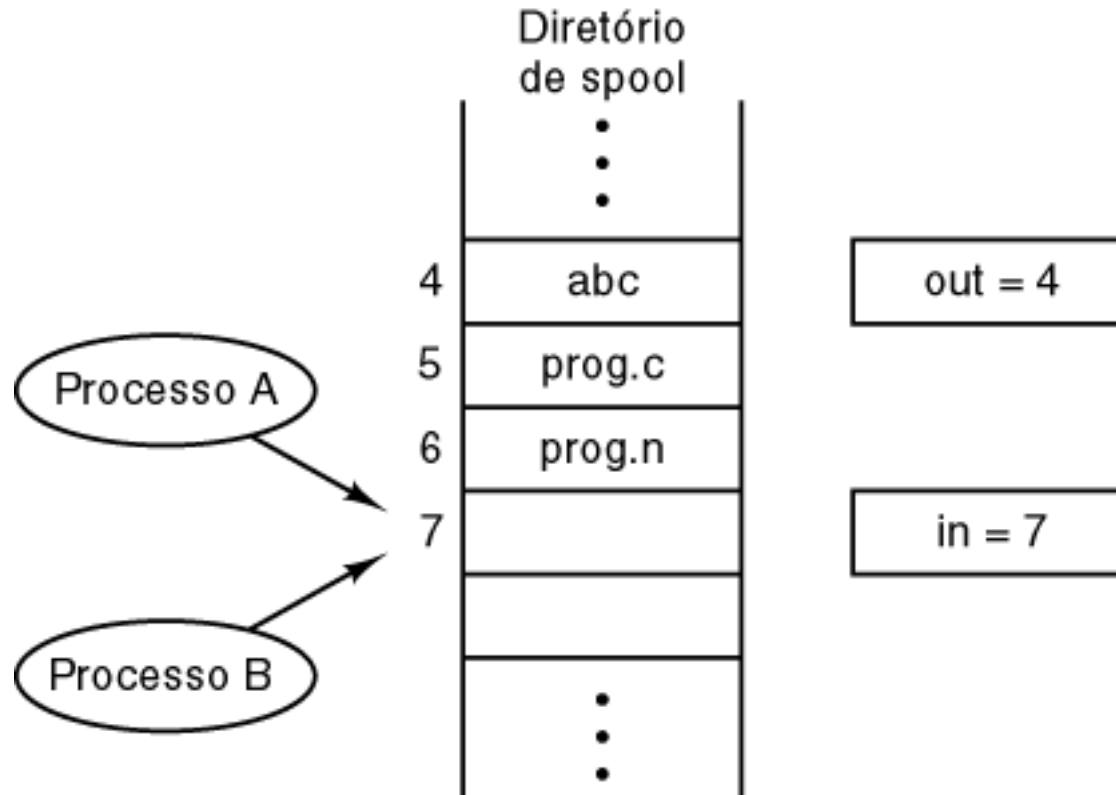 Diretório
de spool
4 abc out = 4
5 prog.c
Processo A
6 prog.n
7 in = 7
Processo B